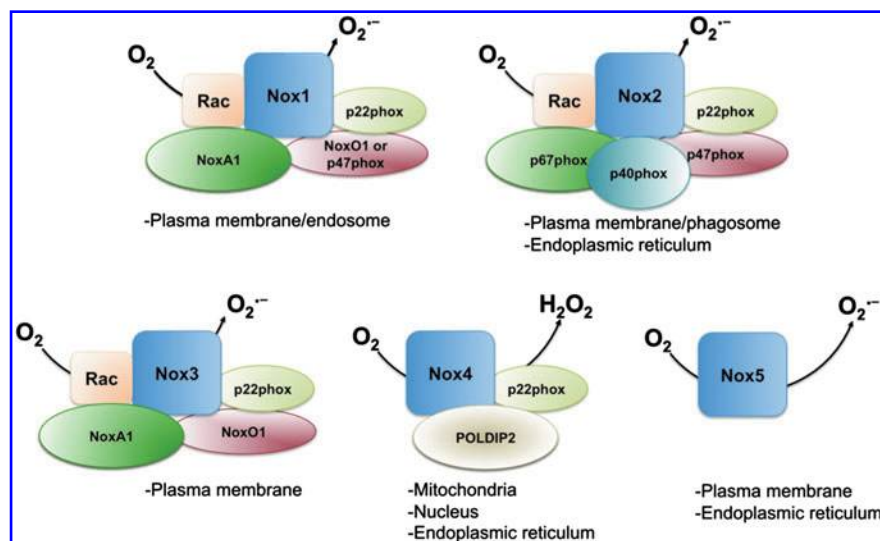 O₂
O₂·−
Rac
Nox1
p22phox
NoxA1
NoxO1 or
p47phox
-Plasma membrane/endosome
O₂
O₂·−
Rac
Nox2
p22phox
p67phox
p40phox
p47phox
-Plasma membrane/phagosome
-Endoplasmic reticulum
O₂
O₂·−
Rac
Nox3
p22phox
NoxA1
NoxO1
-Plasma membrane
O₂
H₂O₂
Nox4
p22phox
POLDIP2
-Mitochondria
-Nucleus
-Endoplasmic reticulum
O₂
O₂·−
Nox5
-Plasma membrane
-Endoplasmic reticulum